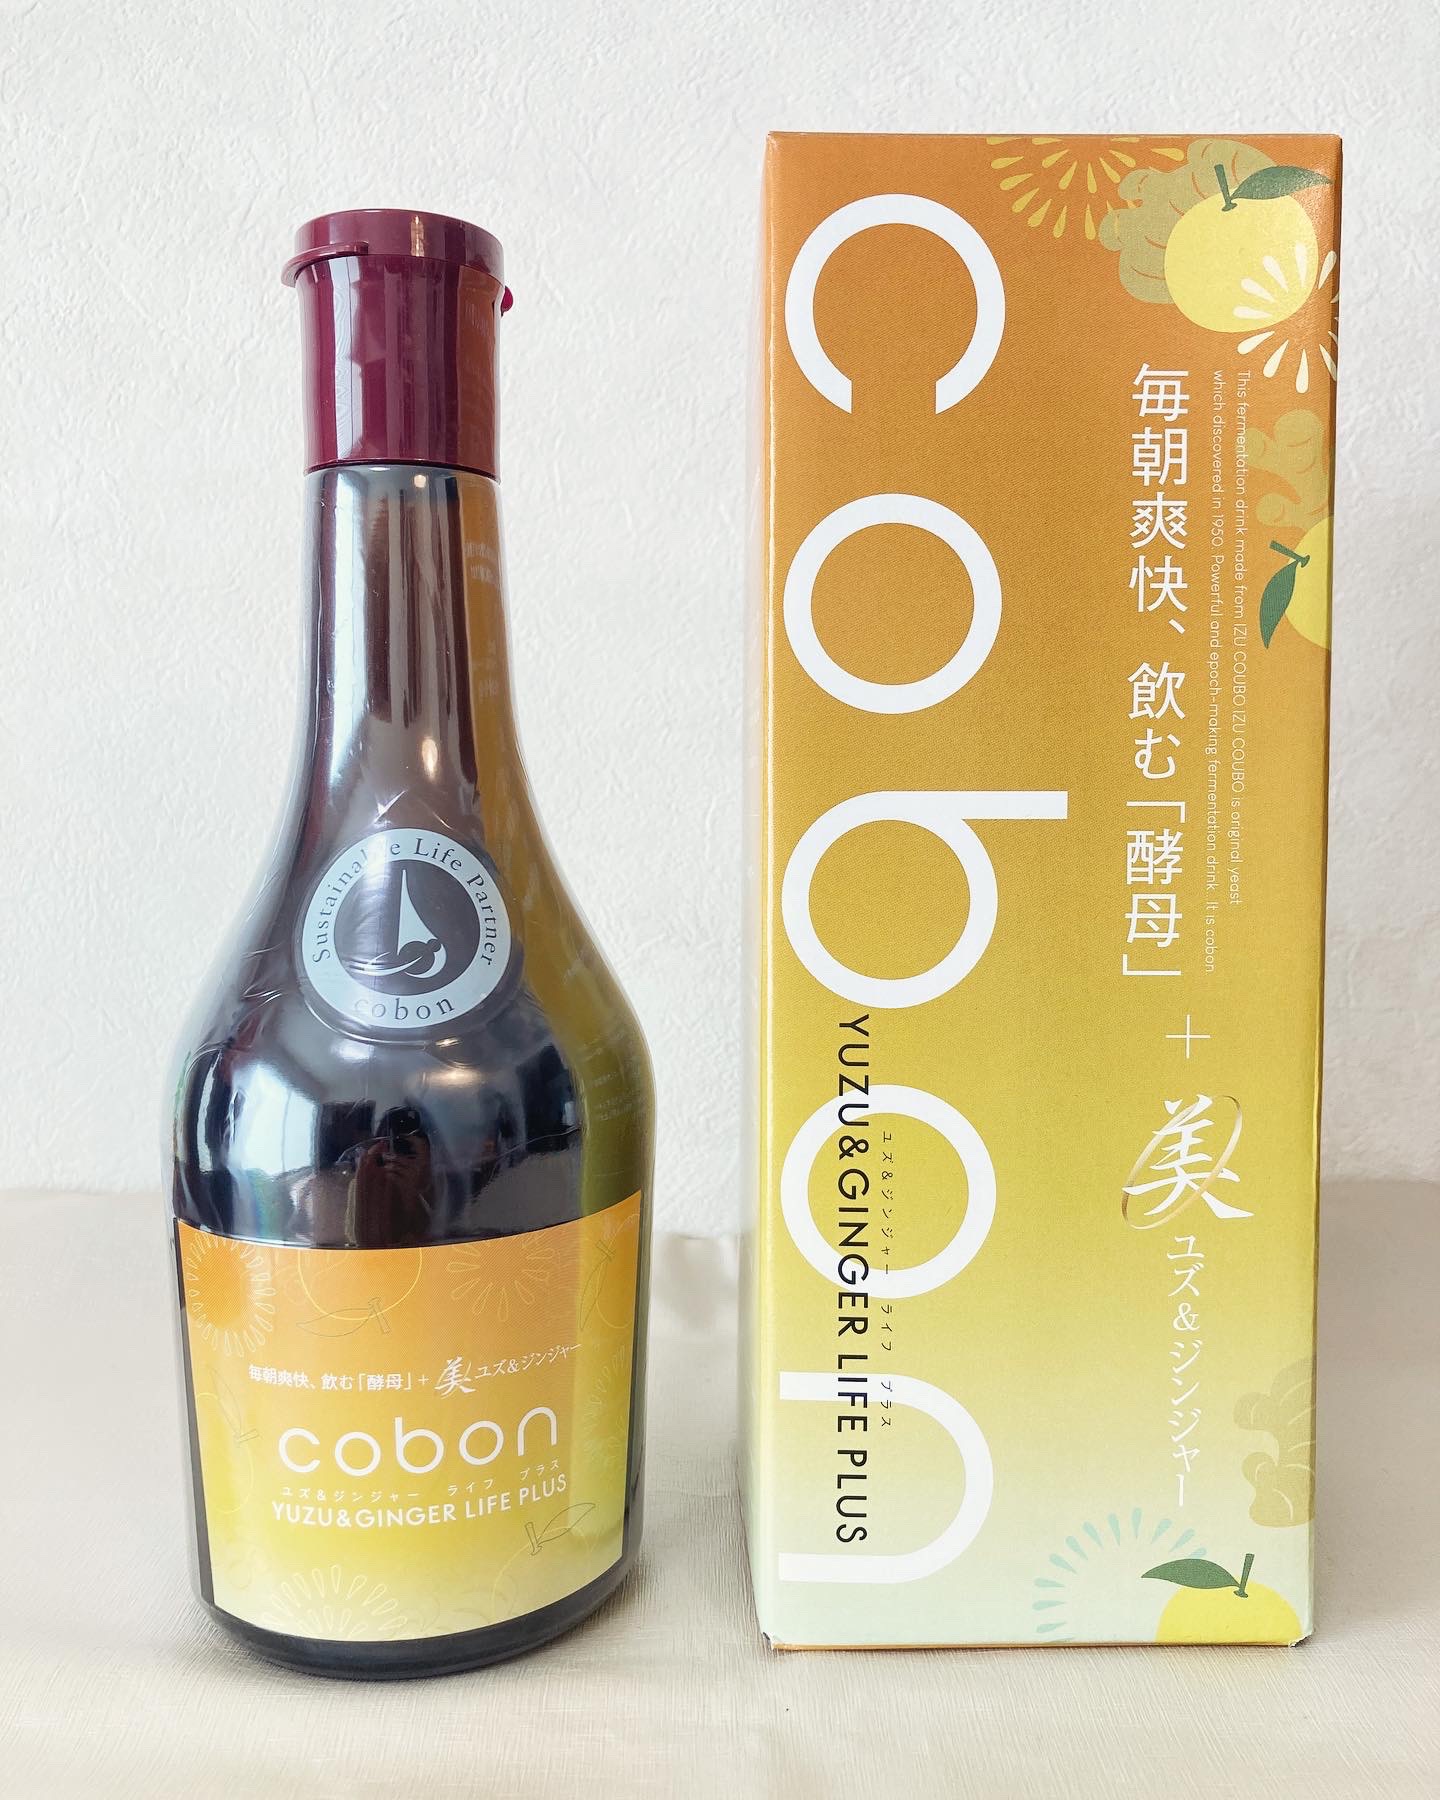 Sustainable Life Partner
cobon
毎朝爽快、飲む「酵母」+美 ユズ&ジンジャー
cobon
ユズ&ジンジャー ライフ プラス
YUZU&GINGER LIFE PLUS
This fermentation drink made from IZU COUBO. IZU COUBO is original yeast
which discovered in 1950. Powerful and epoch-making fermentation drink. It is cobon.
毎朝爽快、飲む「酵母」+美 ユズ&ジンジャー
cobon
ユズ&ジンジャー ライフ プラス
YUZU&GINGER LIFE PLUS